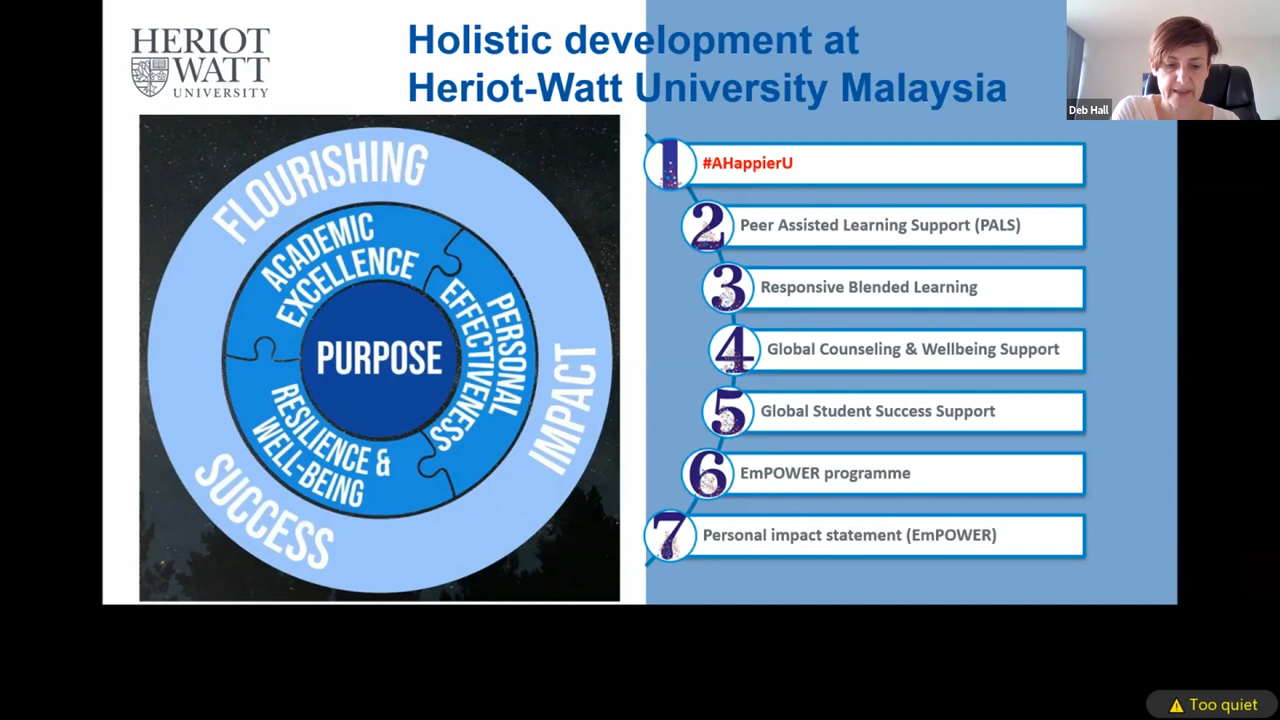 HERIOT
WATT
UNIVERSITY
Holistic development at
Heriot-Watt University Malaysia
Deb Hall
FLOURISHING
IMPACT
SUCCESS
ACADEMIC
EXCELLENCE
PERSONAL
EFFECTIVENESS
RESILIENCE &
WELL-BEING
PURPOSE
1 #AHappierU
2 Peer Assisted Learning Support (PALS)
3 Responsive Blended Learning
4 Global Counseling & Wellbeing Support
5 Global Student Success Support
6 EmPOWER programme
7 Personal impact statement (EmPOWER)
Too quiet